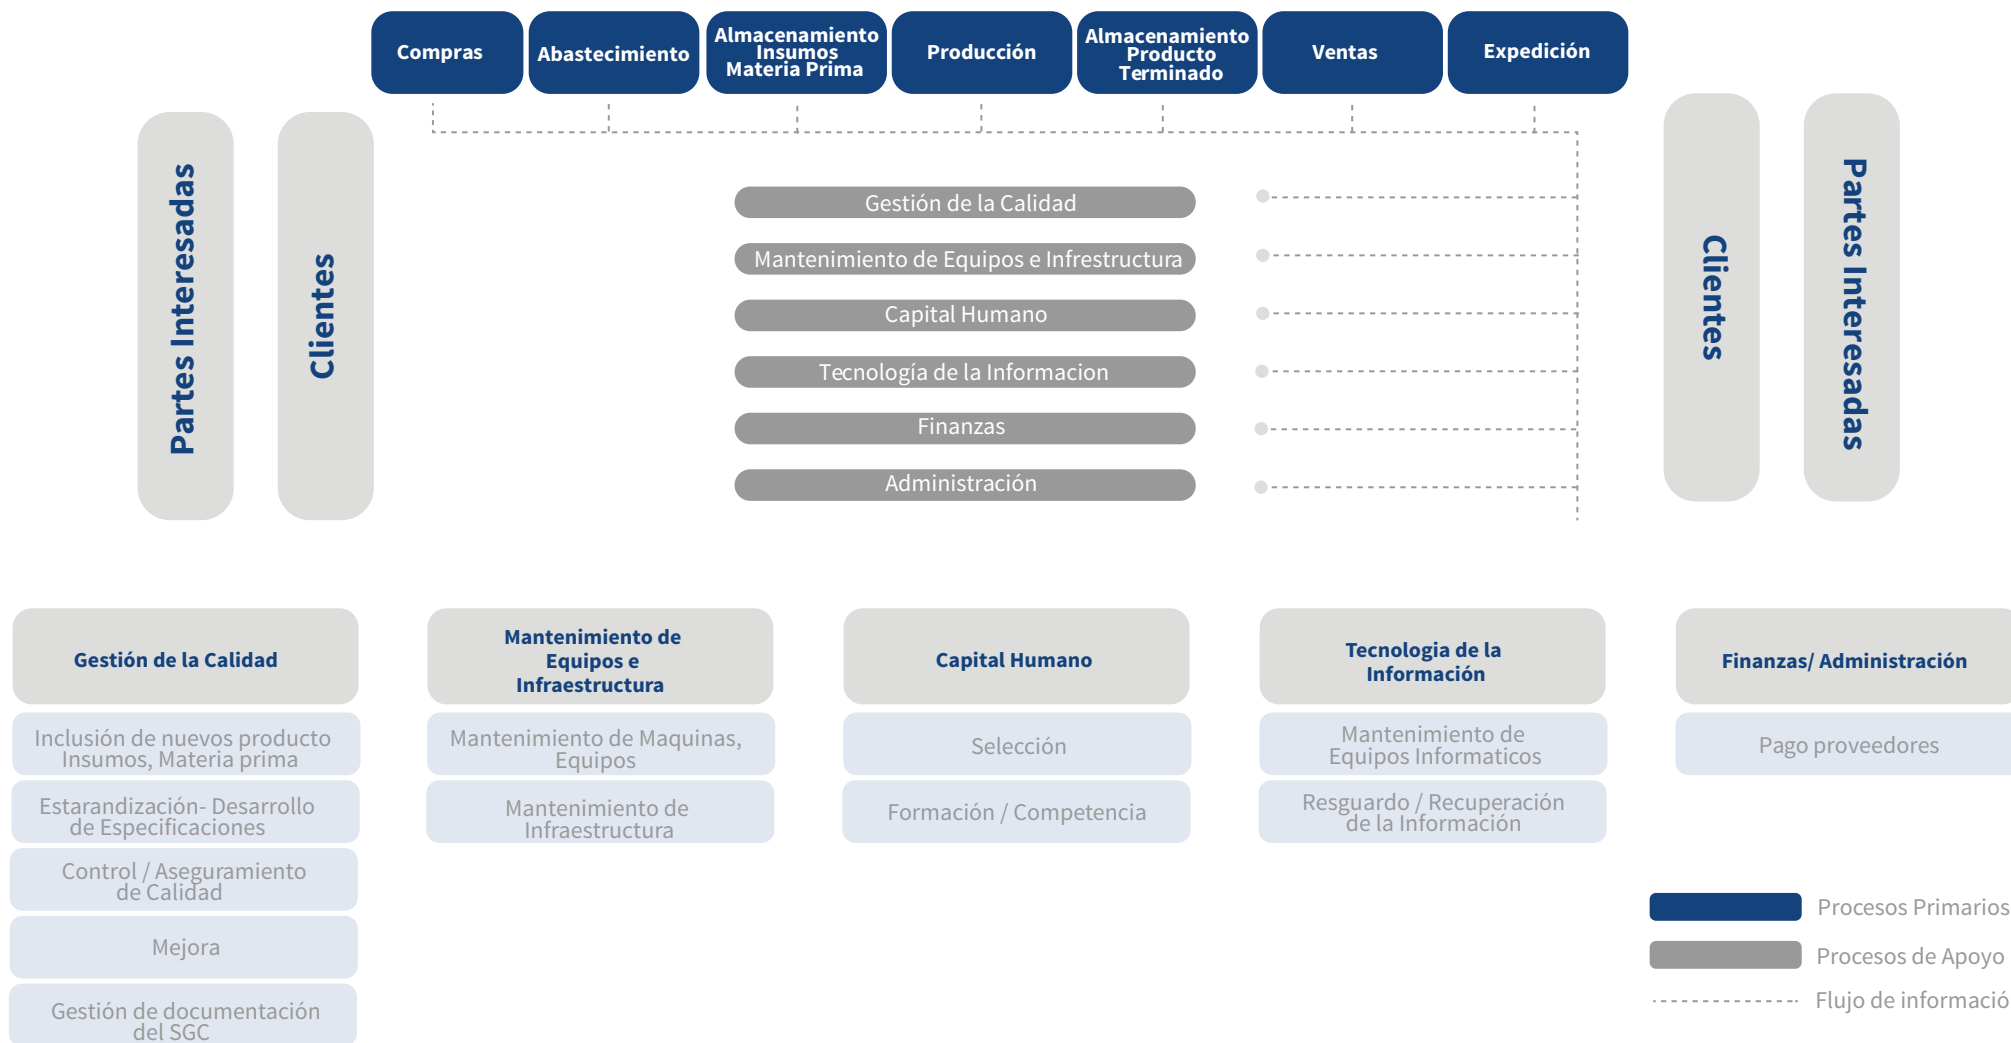 Compras
Abastecimiento
Almacenamiento
Insumos
Materia Prima
Producción
Almacenamiento
Producto
Terminado
Ventas
Expedición
Partes Interesadas
Clientes
Gestión de la Calidad
Mantenimiento de Equipos e Infrestructura
Capital Humano
Tecnología de la Informacion
Finanzas
Administración
Clientes
Partes Interesadas
Gestión de la Calidad
Inclusión de nuevos producto
Insumos, Materia prima
Estarandización- Desarrollo
de Especificaciones
Control / Aseguramiento
de Calidad
Mejora
Gestión de documentación
del SGC
Mantenimiento de
Equipos e
Infraestructura
Mantenimiento de Maquinas,
Equipos
Mantenimiento de
Infraestructura
Capital Humano
Selección
Formación / Competencia
Tecnologia de la
Información
Mantenimiento de
Equipos Informaticos
Resguardo / Recuperación
de la Información
Finanzas/ Administración
Pago proveedores
Procesos Primarios
Procesos de Apoyo
Flujo de informació